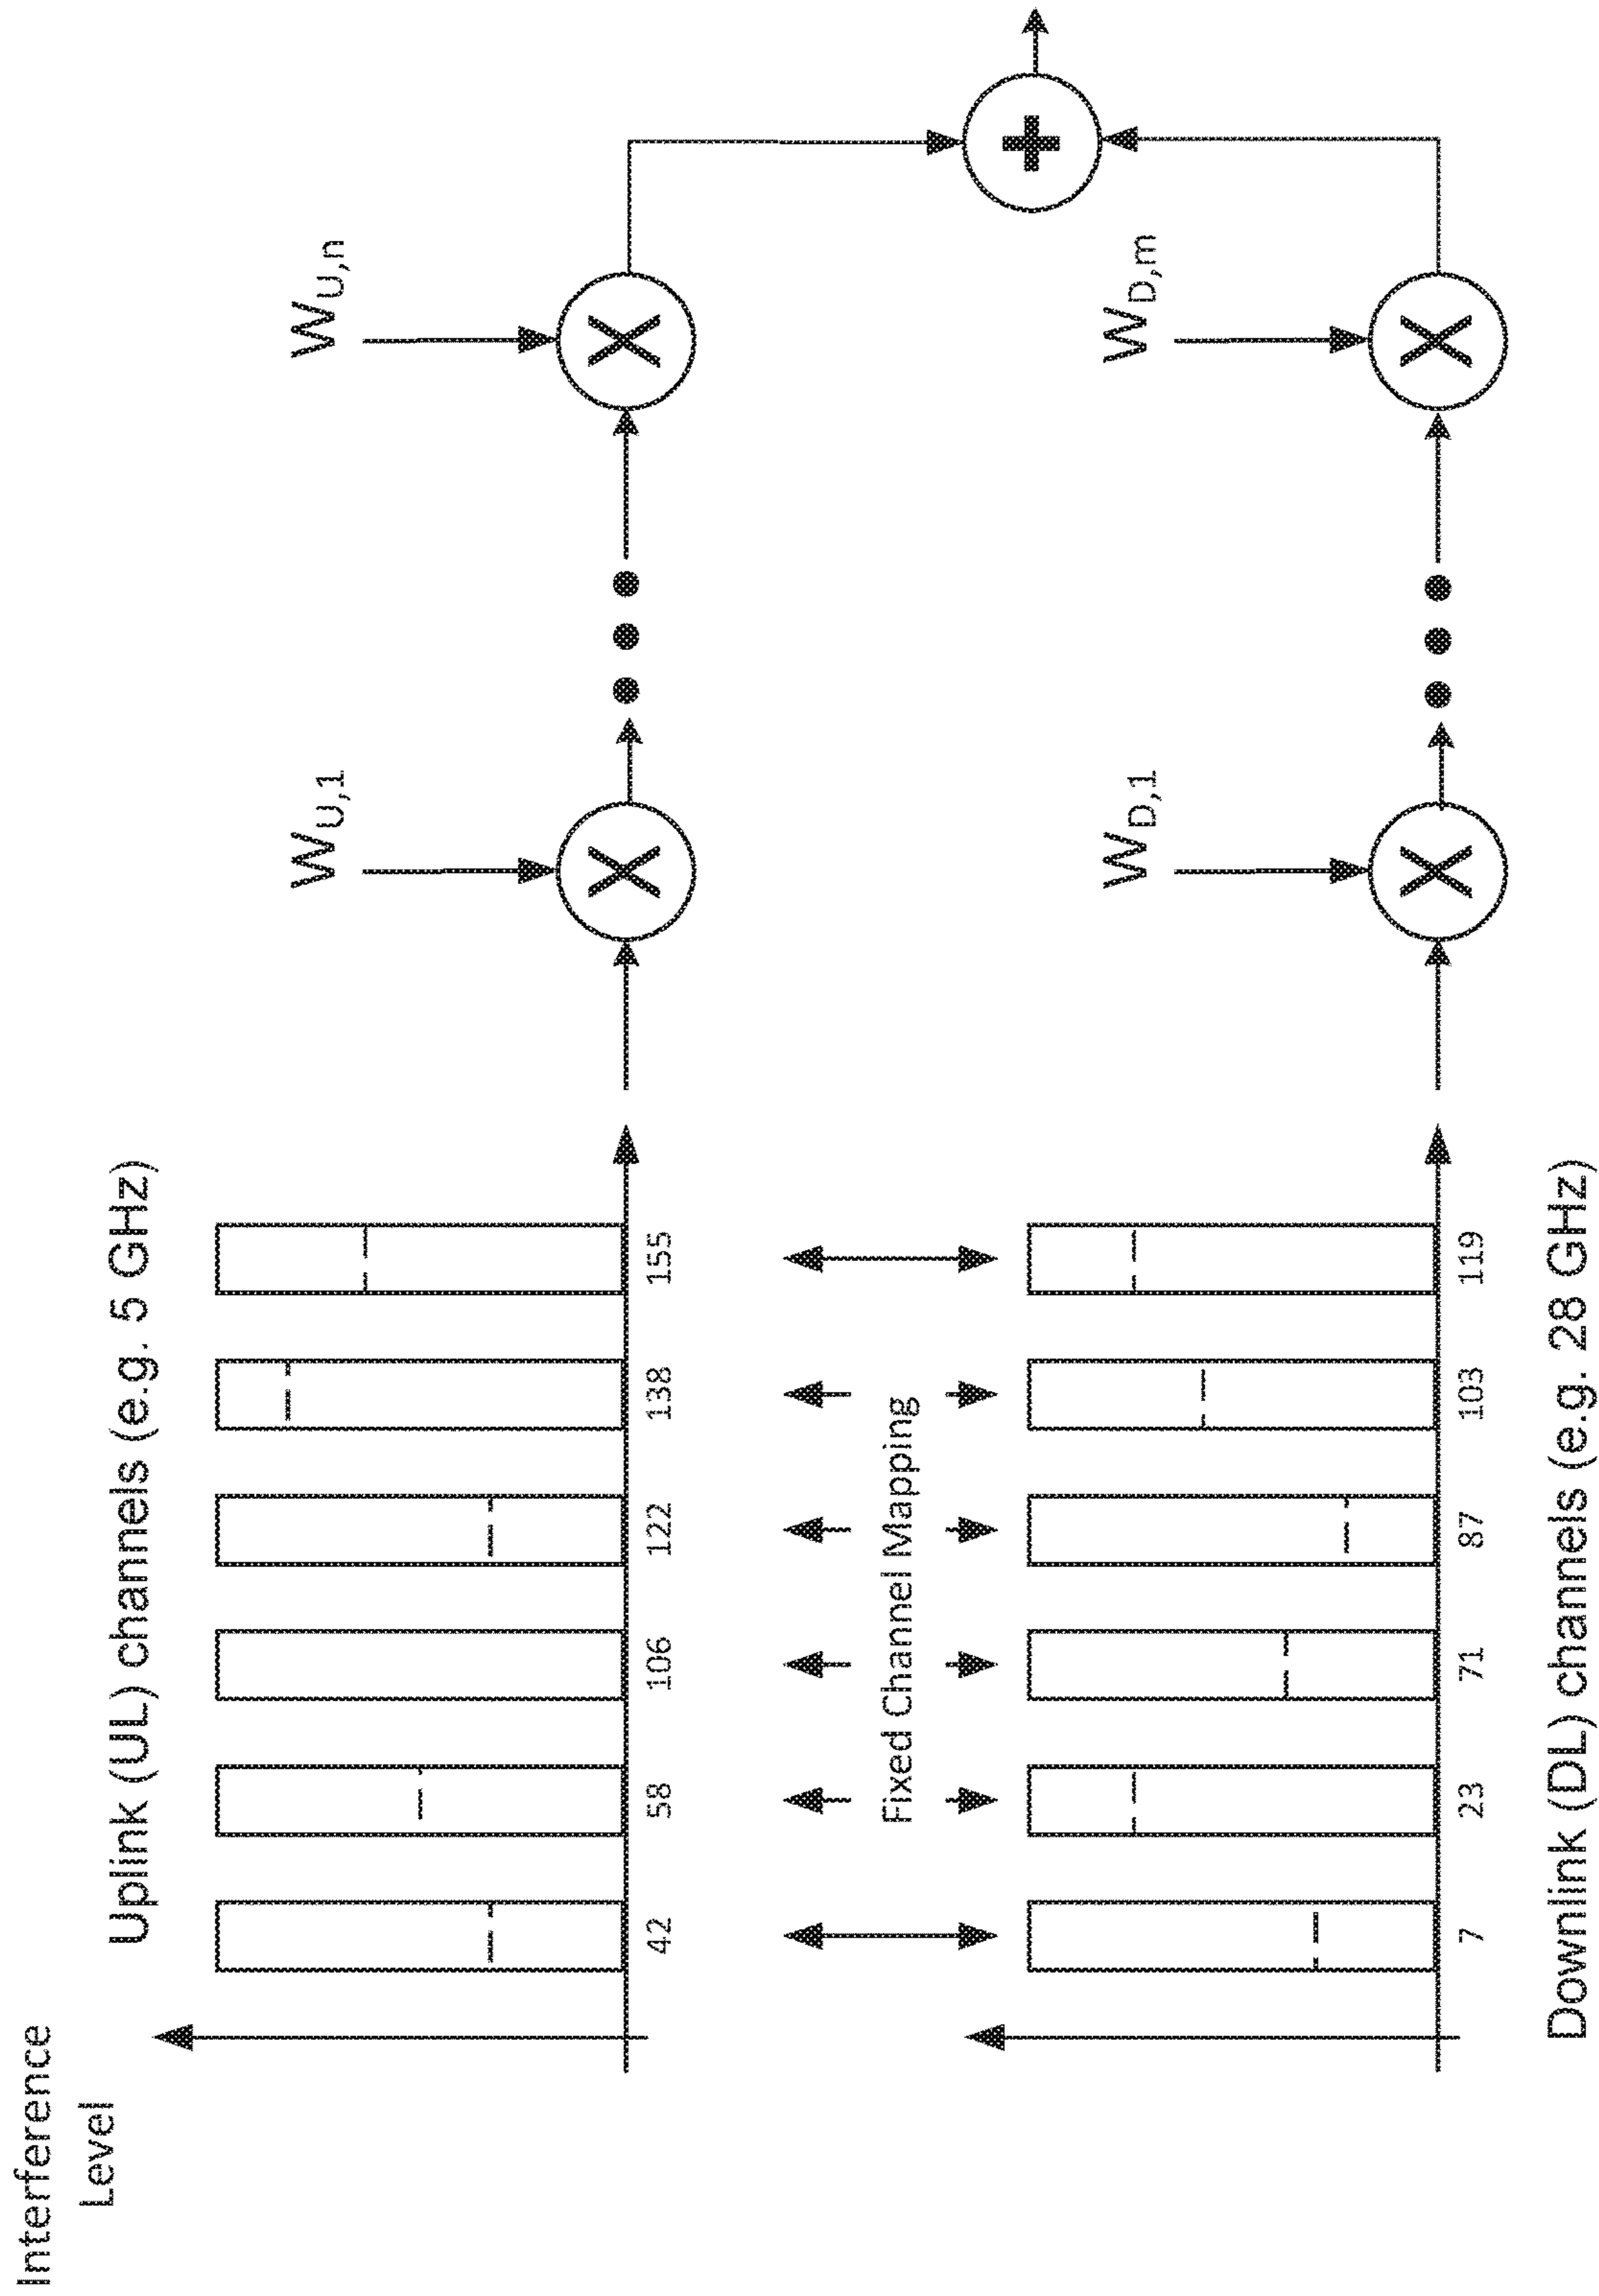 Interference
Level
Uplink (UL) channels (e.g. 5 GHz)
W_U,1
W_U,n
X
X
42 58 106 122 138 155
+
Fixed Channel Mapping
W_D,1
W_D,m
X
X
7 23 71 87 103 119
Downlink (DL) channels (e.g. 28 GHz)